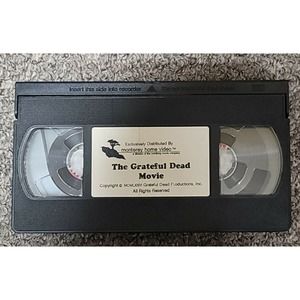 Insert this side into recorder
Exclusively Distributed By
monterey home video™
The Grateful Dead
Movie
Copyright © Grateful Dead Productions, Inc.
All Rights Reserved